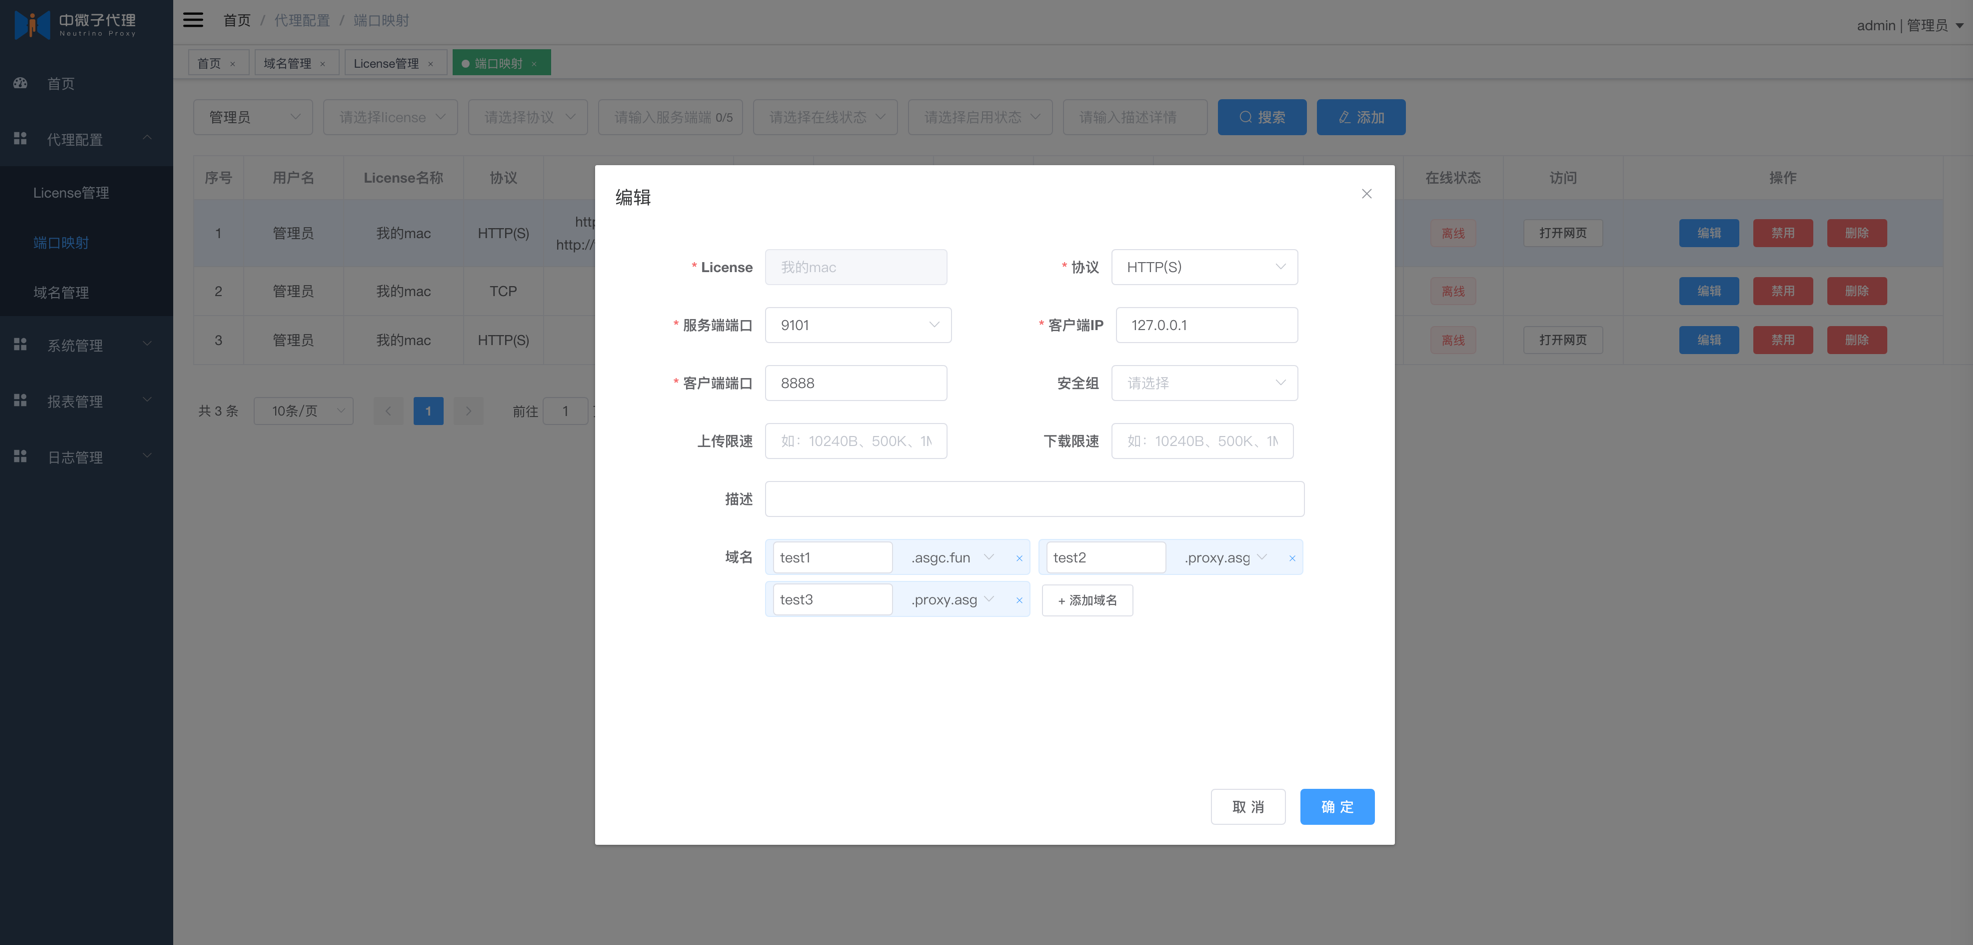 中微子代理
Neutrino Proxy
首页 / 代理配置 / 端口映射
admin | 管理员
首页 ×
域名管理 ×
License管理 ×
端口映射 ×
首页
代理配置
License管理
端口映射
域名管理
系统管理
报表管理
日志管理
管理员
请选择license
请选择协议
请输入服务端端 0/5
请选择在线状态
请选择启用状态
请输入描述详情
搜索
添加
序号 用户名 License名称 协议 在线状态 访问 操作
1 管理员 我的mac HTTP(S) 离线 打开网页 编辑 禁用 删除
http://
2 管理员 我的mac TCP 离线 编辑 禁用 删除
3 管理员 我的mac HTTP(S) 离线 打开网页 编辑 禁用 删除
共 3 条 10条/页 1 前往 1
编辑
* License 我的mac * 协议 HTTP(S)
* 服务端端口 9101 * 客户端IP 127.0.0.1
* 客户端端口 8888 安全组 请选择
上传限速 如：10240B、500K、 下载限速 如：10240B、500K、
描述
域名 test1 .asgc.fun × test2 .proxy.asg ×
test3 .proxy.asg × + 添加域名
取 消 确 定